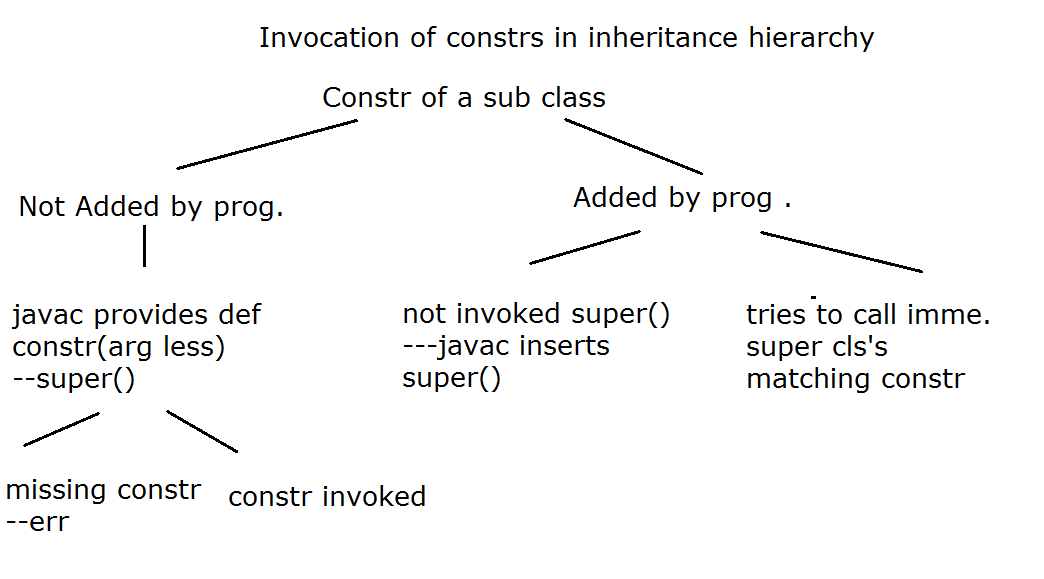 Invocation of constrs in inheritance hierarchy
Constr of a sub class
Not Added by prog.
Added by prog .
javac provides def
constr(arg less)
--super()
not invoked super()
---javac inserts
super()
tries to call imme.
super cls's
matching constr
missing constr
--err
constr invoked